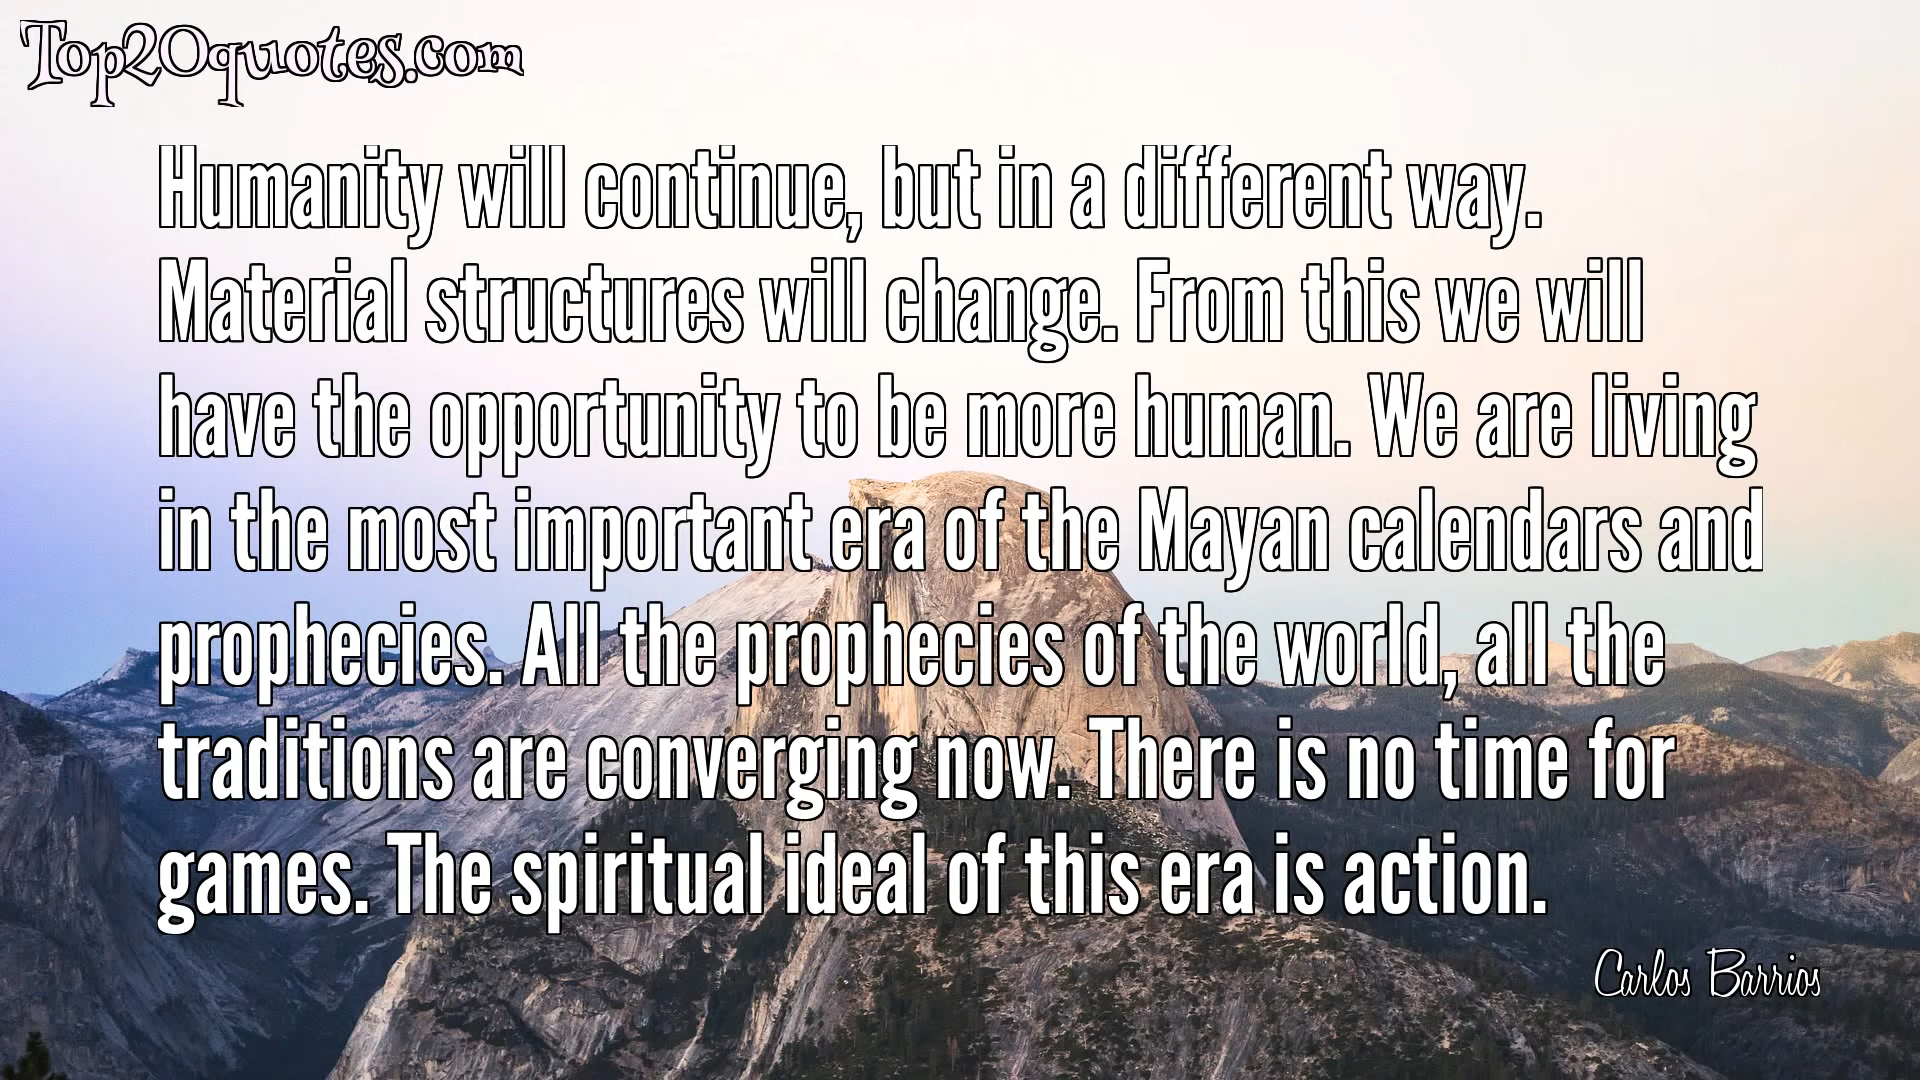 Top20quotes.com
Humanity will continue, but in a different way.
Material structures will change. From this we will
have the opportunity to be more human. We are living
in the most important era of the Mayan calendars and
prophecies. All the prophecies of the world, all the
traditions are converging now. There is no time for
games. The spiritual ideal of this era is action.
Carlos Barrios